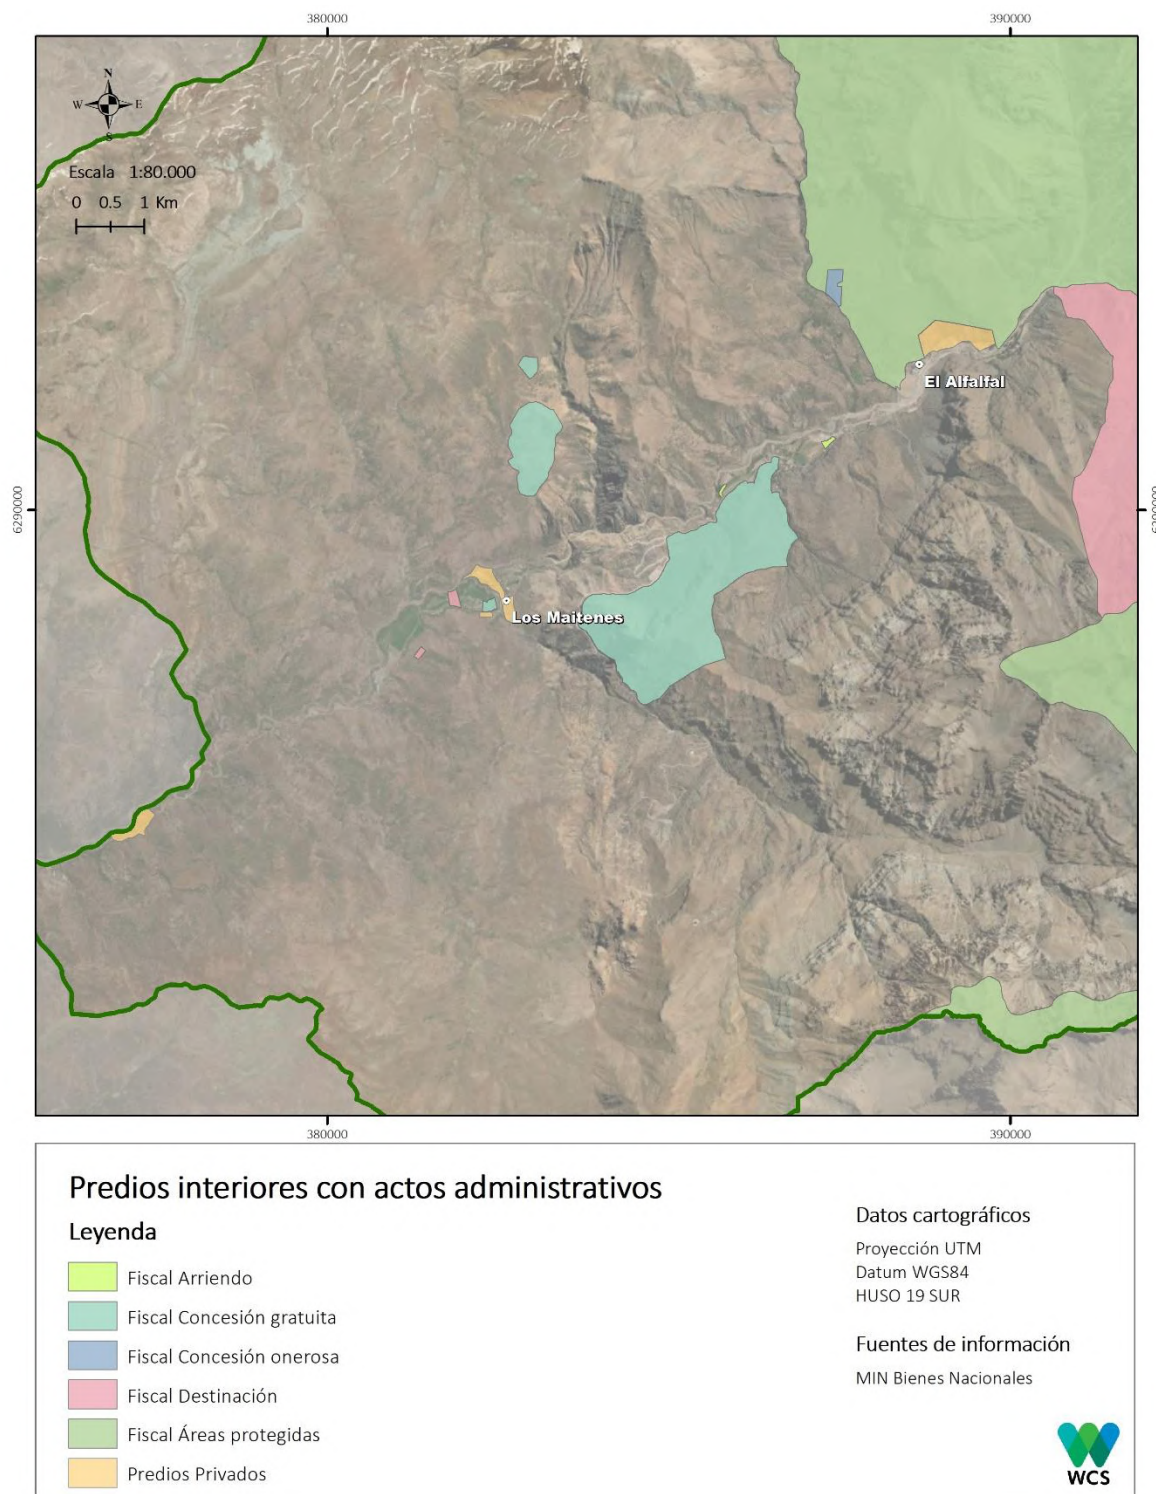 380000
390000
N
W
E
S
Escala 1:80.000
0 0.5 1 Km
El Alfalfal
6290000
6290000
Los Maitenes
380000
390000
Predios interiores con actos administrativos
Leyenda
Fiscal Arriendo
Fiscal Concesión gratuita
Fiscal Concesión onerosa
Fiscal Destinación
Fiscal Áreas protegidas
Predios Privados
Datos cartográficos
Proyección UTM
Datum WGS84
HUSO 19 SUR
Fuentes de información
MIN Bienes Nacionales
WCS